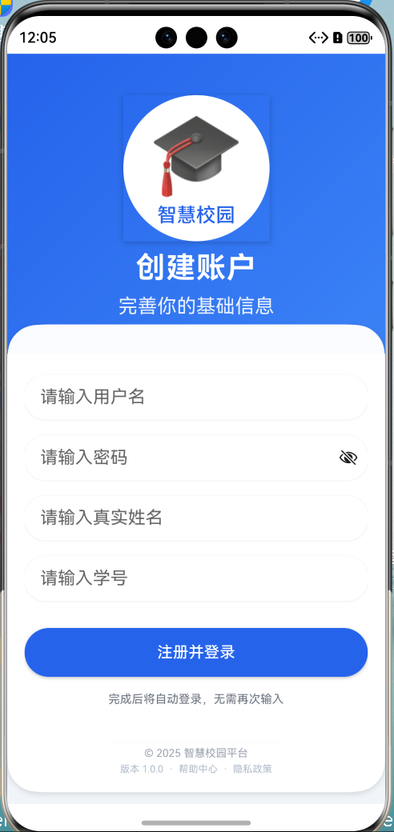 12:05
100
智慧校园
创建账户
完善你的基础信息
请输入用户名
请输入密码
请输入真实姓名
请输入学号
注册并登录
完成后将自动登录，无需再次输入
© 2025 智慧校园平台
版本 1.0.0 · 帮助中心 · 隐私政策